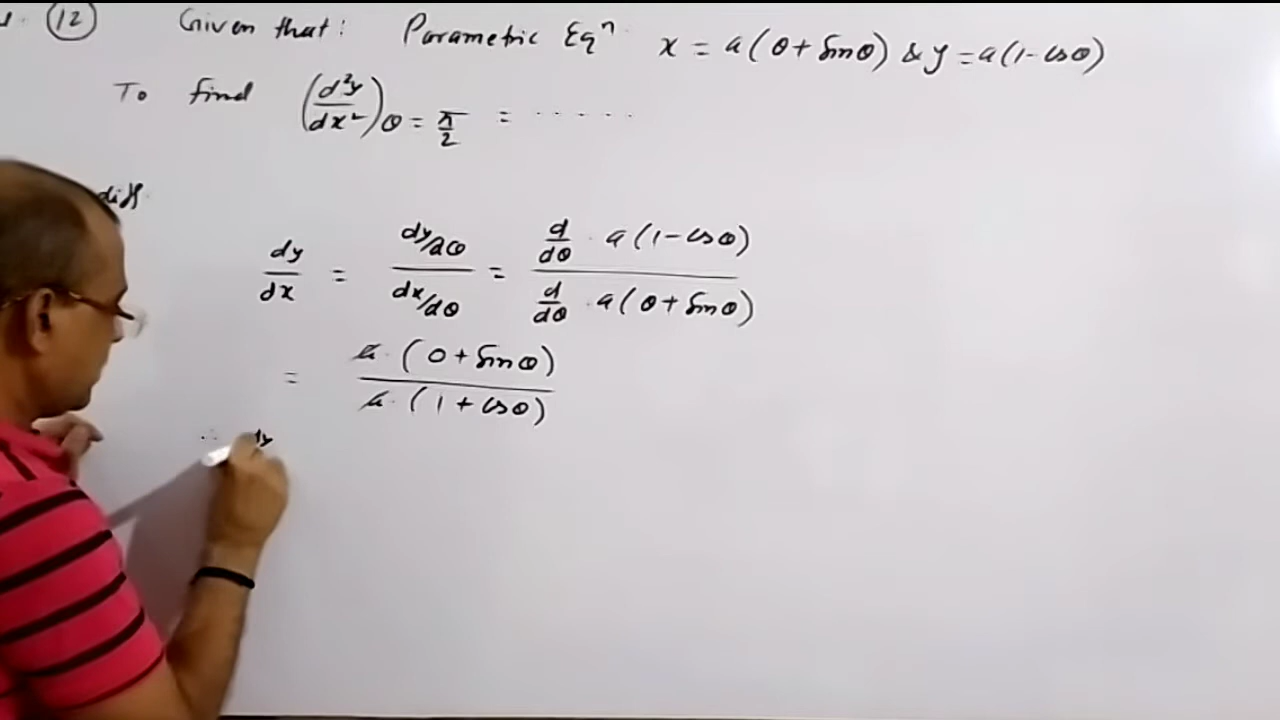 (12) Given that: Parametric Eqⁿ x = a(θ + Sinθ) & y = a(1 - cosθ)
To find (d²y/dx²)θ = π/2 = .....
diff.
dy/dx = (dy/dθ)/(dx/dθ) = (d/dθ · a(1 - cosθ))/(d/dθ · a(θ + Sinθ))
= (a · (0 + Sinθ))/(a · (1 + cosθ))
∴ dy